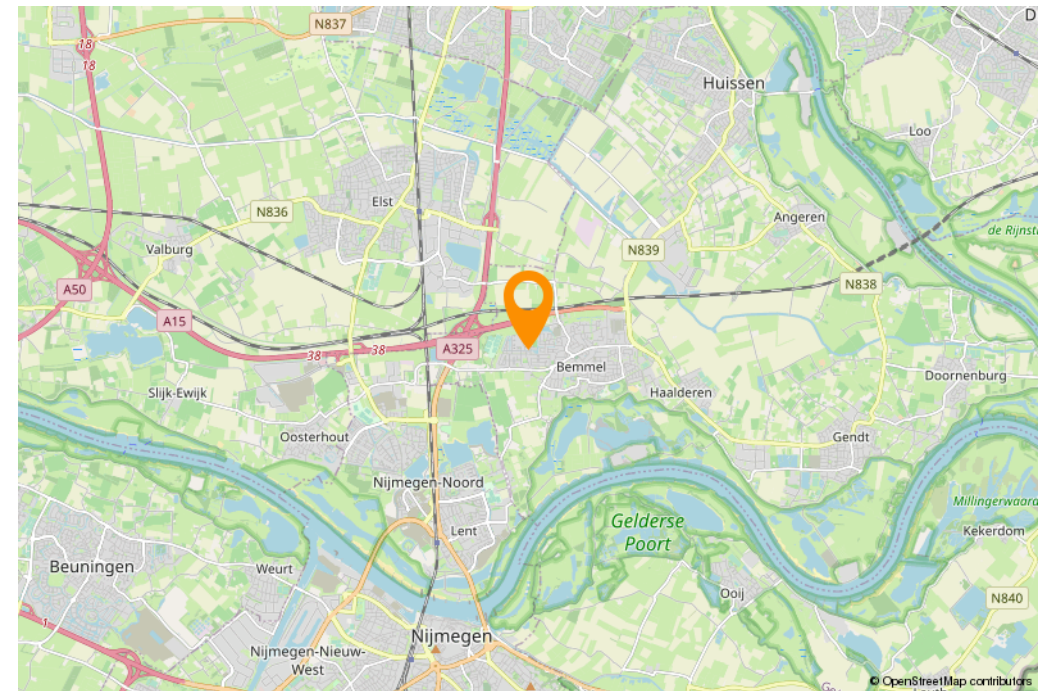 N837
D
18
18
Huissen
Loo
Elst
N836
Angeren
de Rijnst
Valburg
N839
N838
A50
A15
38
38
A325
Bemmel
Doornenburg
Slijk-Ewijk
Haalderen
Oosterhout
Gendt
Nijmegen-Noord
Millingerwaard
Gelderse
Poort
Lent
Kekerdom
Beuningen
Weurt
Ooij
N840
1
Nijmegen
Nijmegen-Nieuw-
West
© OpenStreetMap contributors